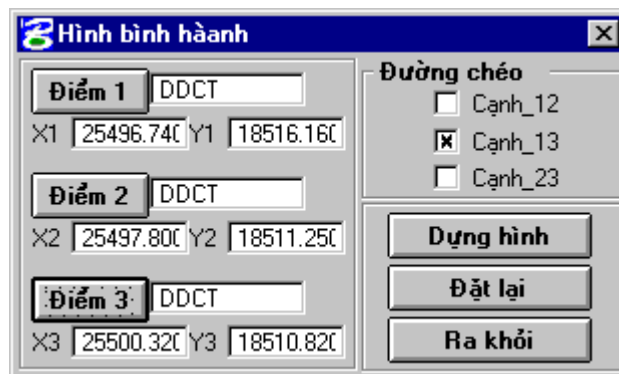 Hình bình hàanh
Điểm 1 DDCT
X1 25496.740 Y1 18516.160
Điểm 2 DDCT
X2 25497.800 Y2 18511.250
Điểm 3 DDCT
X3 25500.320 Y3 18510.820
Đường chéo
Cạnh_12
Cạnh_13
Cạnh_23
Dựng hình
Đặt lại
Ra khỏi